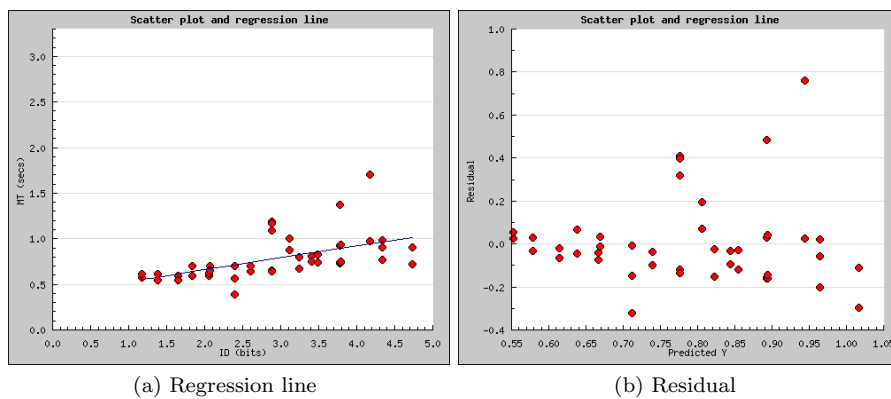 Scatter plot and regression line
MT (secs)
3.0
2.5
2.0
1.5
1.0
0.5
0.0
0.0 0.5 1.0 1.5 2.0 2.5 3.0 3.5 4.0 4.5 5.0
ID (bits)
(a) Regression line
Scatter plot and regression line
Residual
1.0
0.8
0.6
0.4
0.2
0.0
-0.2
-0.4
0.55 0.60 0.65 0.70 0.75 0.80 0.85 0.90 0.95 1.00 1.05
Predicted Y
(b) Residual